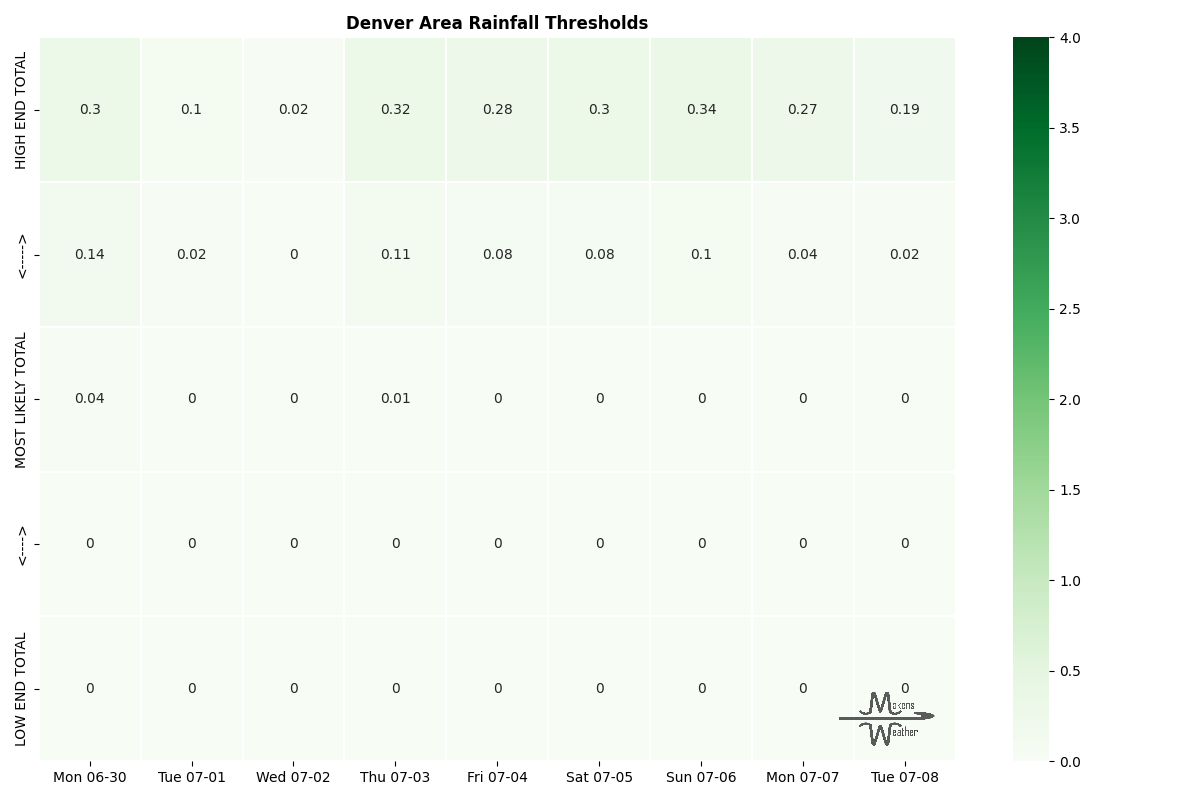 Denver Area Rainfall Thresholds
HIGH END TOTAL
0.3 0.1 0.02 0.32 0.28 0.3 0.34 0.27 0.19
<----->
0.14 0.02 0 0.11 0.08 0.08 0.1 0.04 0.02
MOST LIKELY TOTAL
0.04 0 0 0.01 0 0 0 0 0
<---->
0 0 0 0 0 0 0 0 0
LOW END TOTAL
0 0 0 0 0 0 0 0 0
Makens
Weather
Mon 06-30 Tue 07-01 Wed 07-02 Thu 07-03 Fri 07-04 Sat 07-05 Sun 07-06 Mon 07-07 Tue 07-08
4.0
3.5
3.0
2.5
2.0
1.5
1.0
0.5
0.0